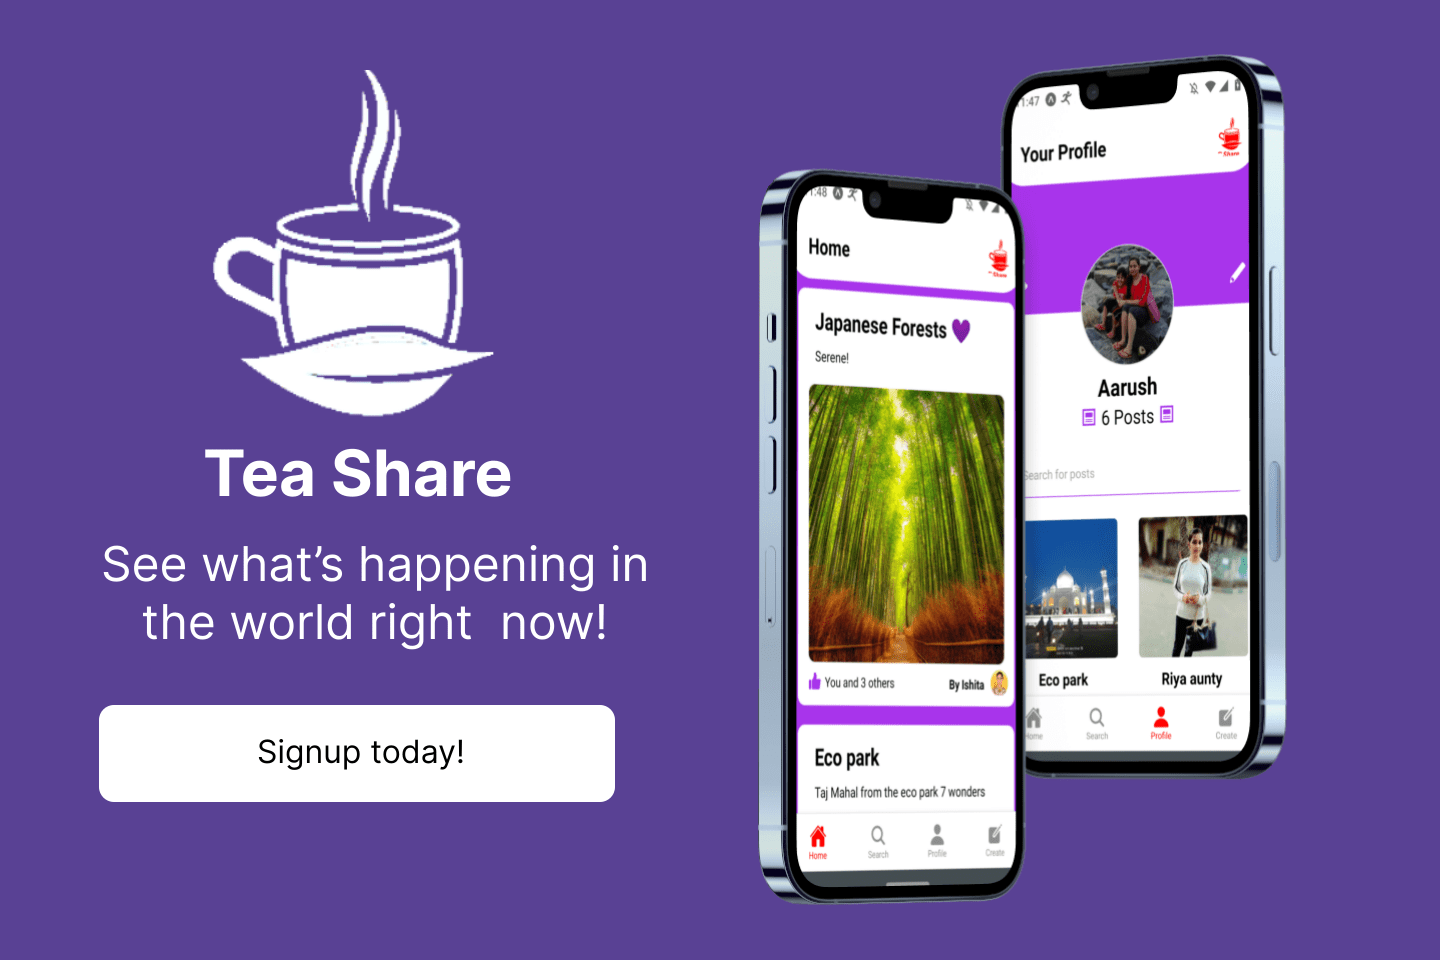 Tea Share
See what’s happening in
the world right now!
Signup today!
1:48
Home
Share
Japanese Forests
Serene!
You and 3 others
By Ishita
Eco park
Taj Mahal from the eco park 7 wonders
Home
Search
Profile
Create
1:47
Your Profile
Share
Aarush
6 Posts
Search for posts
Eco park
Riya aunty
Home
Search
Profile
Create